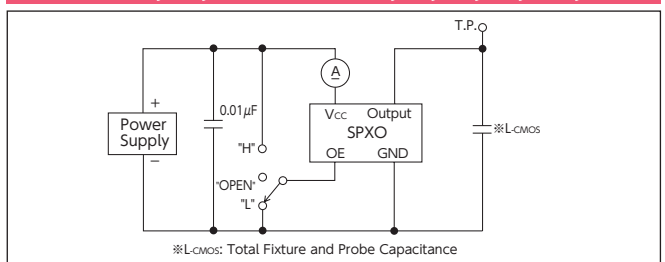 T.P.
A
+
Power
Supply
−
0.01μF
"H"
"OPEN"
"L"
Vcc Output
SPXO
OE GND
※L-CMOS
※L-CMOS: Total Fixture and Probe Capacitance